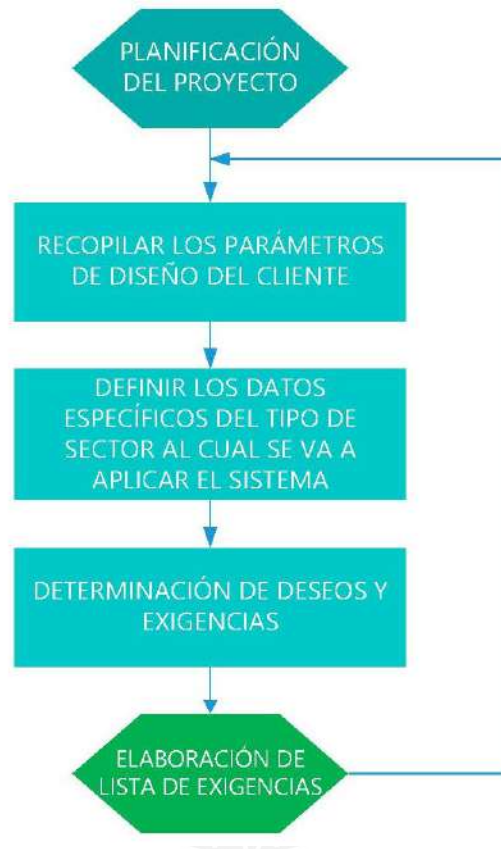 PLANIFICACIÓN
DEL PROYECTO
RECOPILAR LOS PARÁMETROS
DE DISEÑO DEL CLIENTE
DEFINIR LOS DATOS
ESPECÍFICOS DEL TIPO DE
SECTOR AL CUAL SE VA A
APLICAR EL SISTEMA
DETERMINACIÓN DE DESEOS Y
EXIGENCIAS
ELABORACIÓN DE
LISTA DE EXIGENCIAS